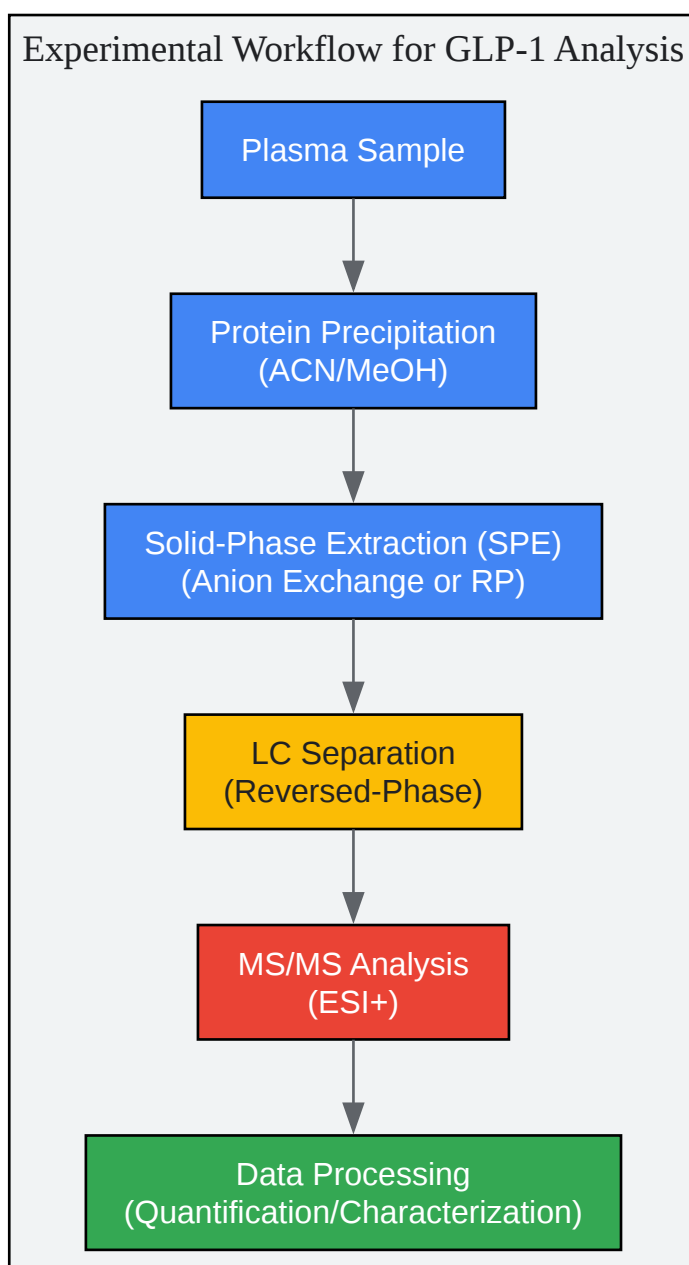 Experimental Workflow for GLP-1 Analysis
Plasma Sample
Protein Precipitation
(ACN/MeOH)
Solid-Phase Extraction (SPE)
(Anion Exchange or RP)
LC Separation
(Reversed-Phase)
MS/MS Analysis
(ESI+)
Data Processing
(Quantification/Characterization)